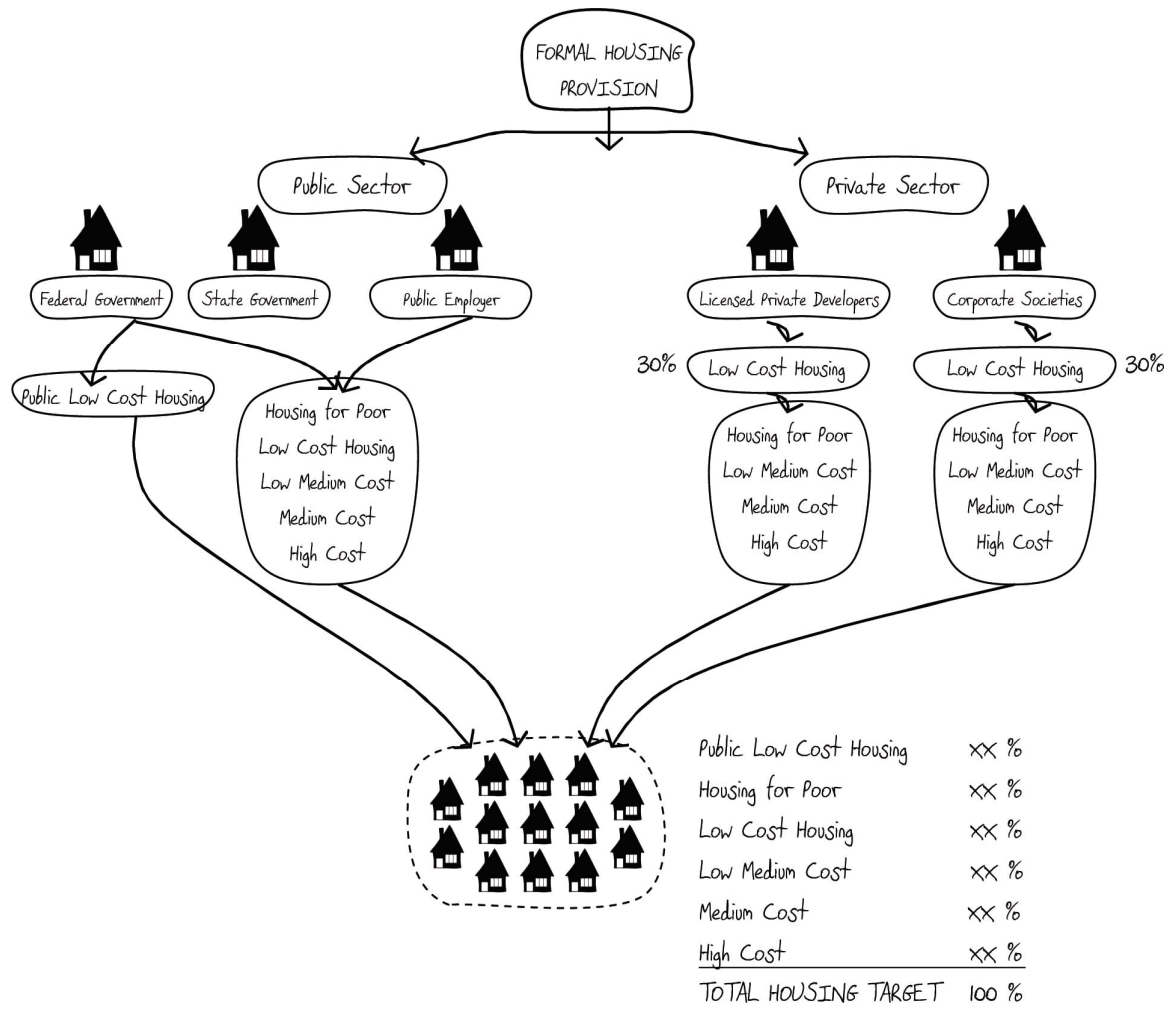 FORMAL HOUSING
PROVISION
Public Sector
Private Sector
Federal Government
State Government
Public Employer
Licensed Private Developers
Corporate Societies
30%
Low Cost Housing
Low Cost Housing
30%
Public Low Cost Housing
Housing for Poor
Low Cost Housing
Low Medium Cost
Medium Cost
High Cost
Housing for Poor
Low Medium Cost
Medium Cost
High Cost
Housing for Poor
Low Medium Cost
Medium Cost
High Cost
Public Low Cost Housing xx %
Housing for Poor xx %
Low Cost Housing xx %
Low Medium Cost xx %
Medium Cost xx %
High Cost xx %
TOTAL HOUSING TARGET 100 %